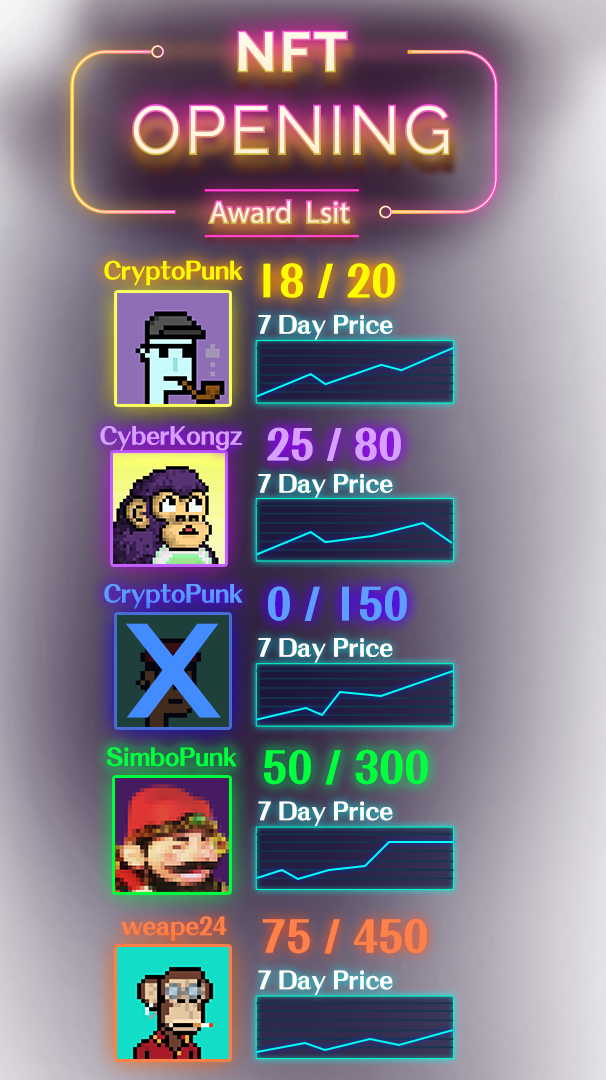 NFT
OPENING
Award Lsit
CryptoPunk
18 / 20
7 Day Price
CyberKongz
25 / 80
7 Day Price
CryptoPunk
0 / 150
X
7 Day Price
SimboPunk
50 / 300
7 Day Price
weape24
75 / 450
7 Day Price